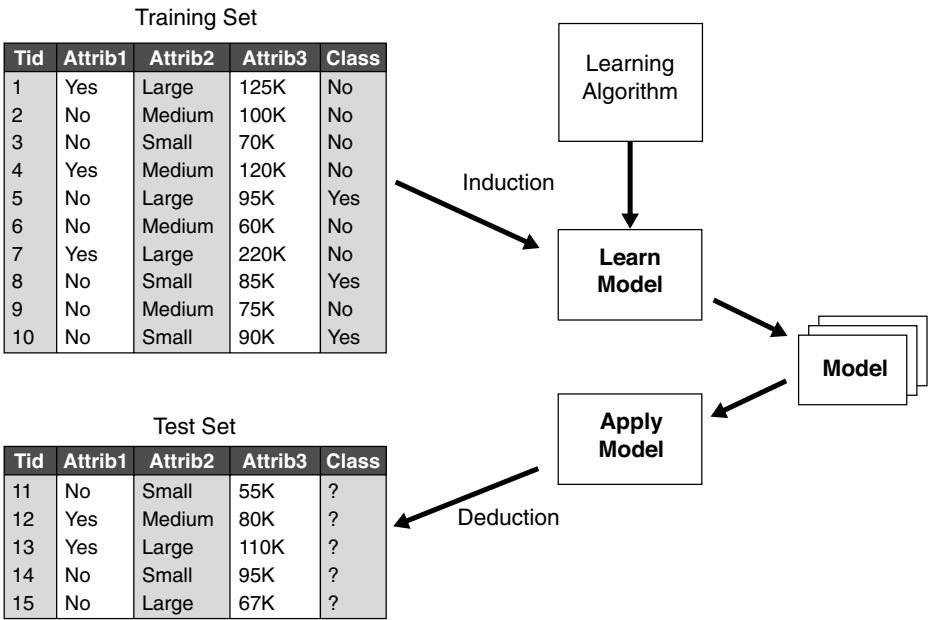 Training Set
Tid Attrib1 Attrib2 Attrib3 Class
1 Yes Large 125K No
2 No Medium 100K No
3 No Small 70K No
4 Yes Medium 120K No
5 No Large 95K Yes
6 No Medium 60K No
7 Yes Large 220K No
8 No Small 85K Yes
9 No Medium 75K No
10 No Small 90K Yes
Learning
Algorithm
Induction
Learn
Model
Model
Apply
Model
Deduction
Test Set
Tid Attrib1 Attrib2 Attrib3 Class
11 No Small 55K ?
12 Yes Medium 80K ?
13 Yes Large 110K ?
14 No Small 95K ?
15 No Large 67K ?